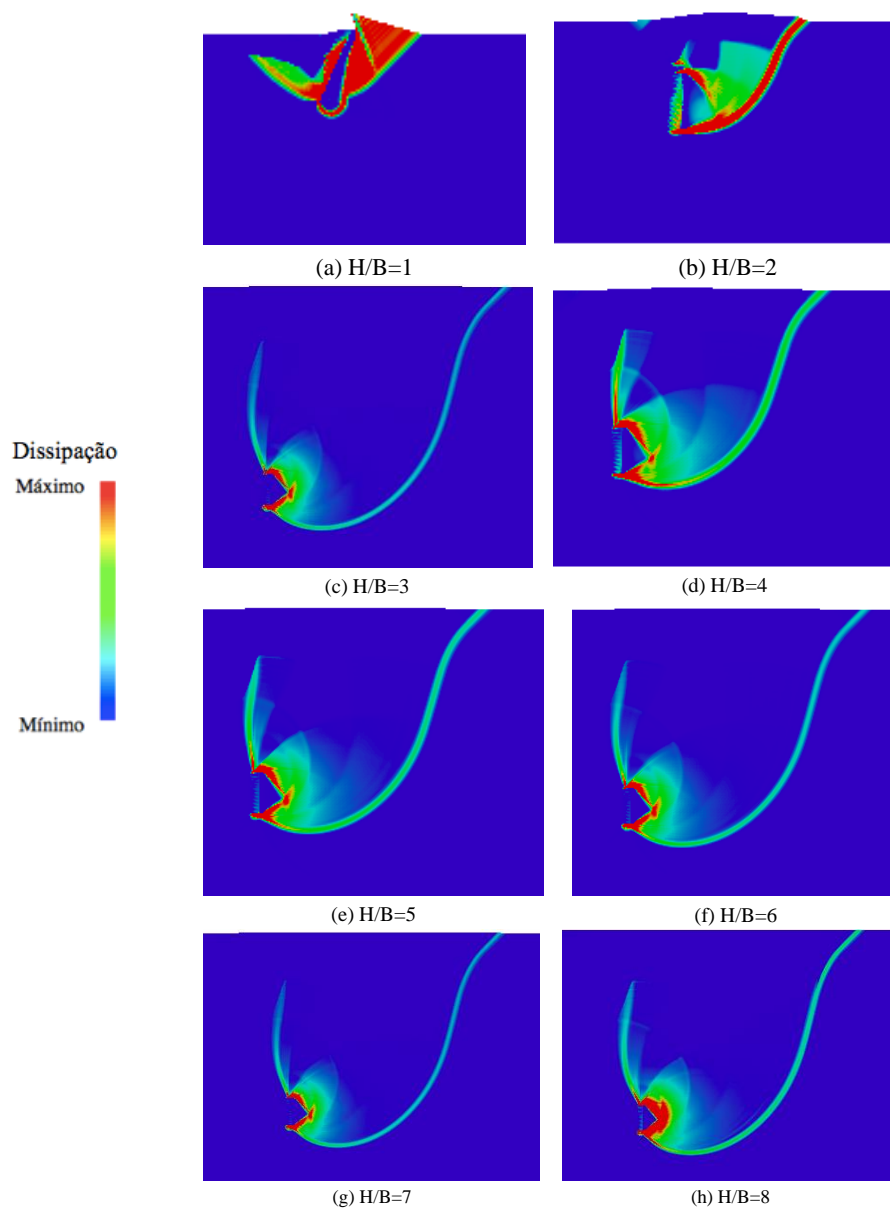 (a) H/B=1
(b) H/B=2
Dissipação
Máximo
Mínimo
(c) H/B=3
(d) H/B=4
(e) H/B=5
(f) H/B=6
(g) H/B=7
(h) H/B=8